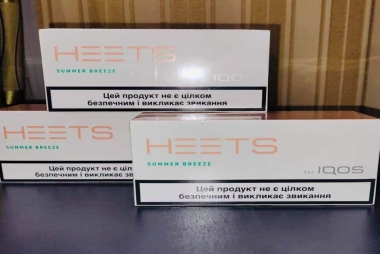 HEETS
SUMMER BREEZE
IQOS
Цей продукт не є цілком
безпечним і викликає звикання
HEETS
SUMMER BREEZE
Цей продукт не є цілком
безпечним і викликає звикання
HEETS
SUMMER BREEZE
for IQOS
Цей продукт не є цілком
безпечним і викликає звикання